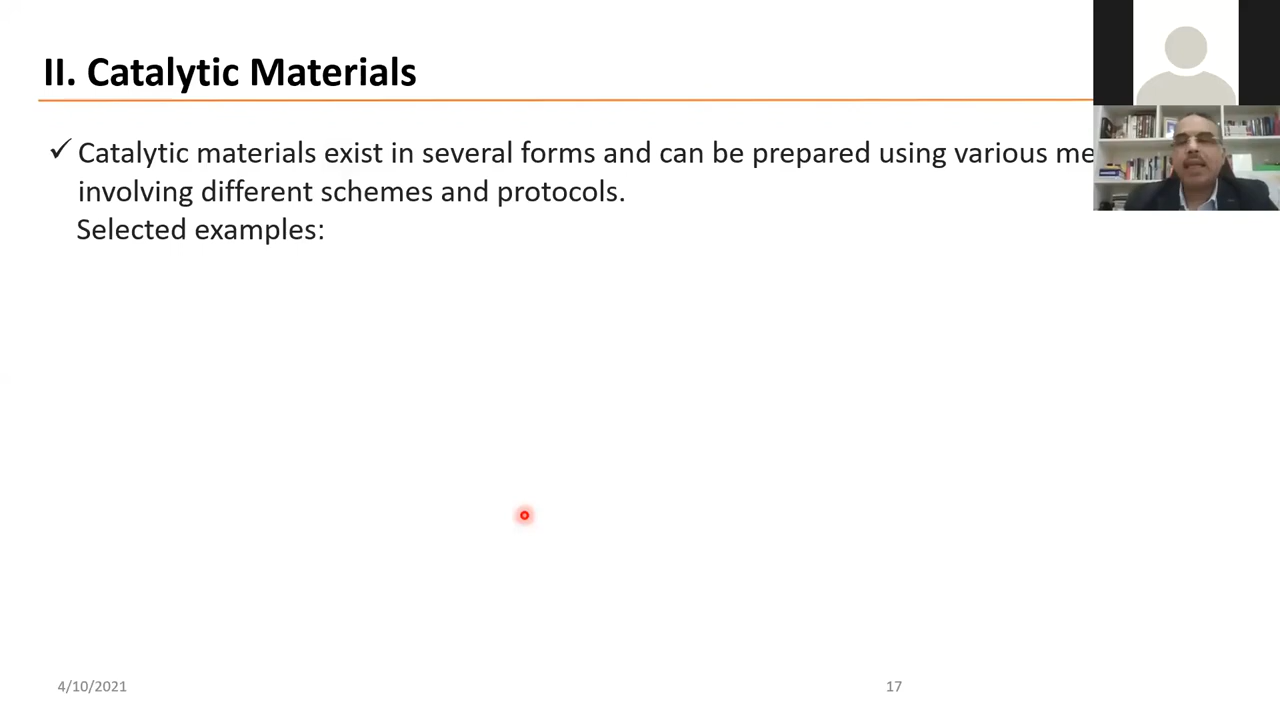 II. Catalytic Materials
✓ Catalytic materials exist in several forms and can be prepared using various
involving different schemes and protocols.
Selected examples:
4/10/2021
17